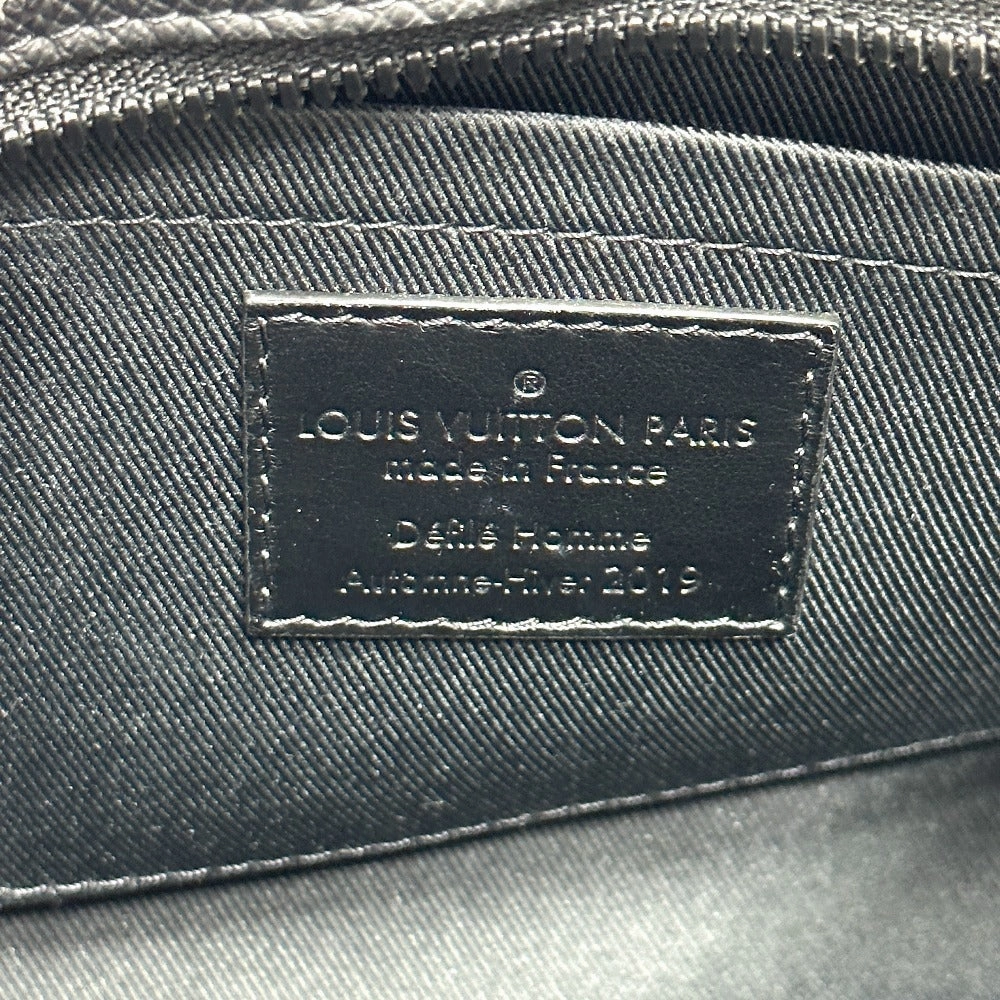 ®
LOUIS VUITTON PARIS
made in France
Défilé Homme
Automne-Hiver 2019